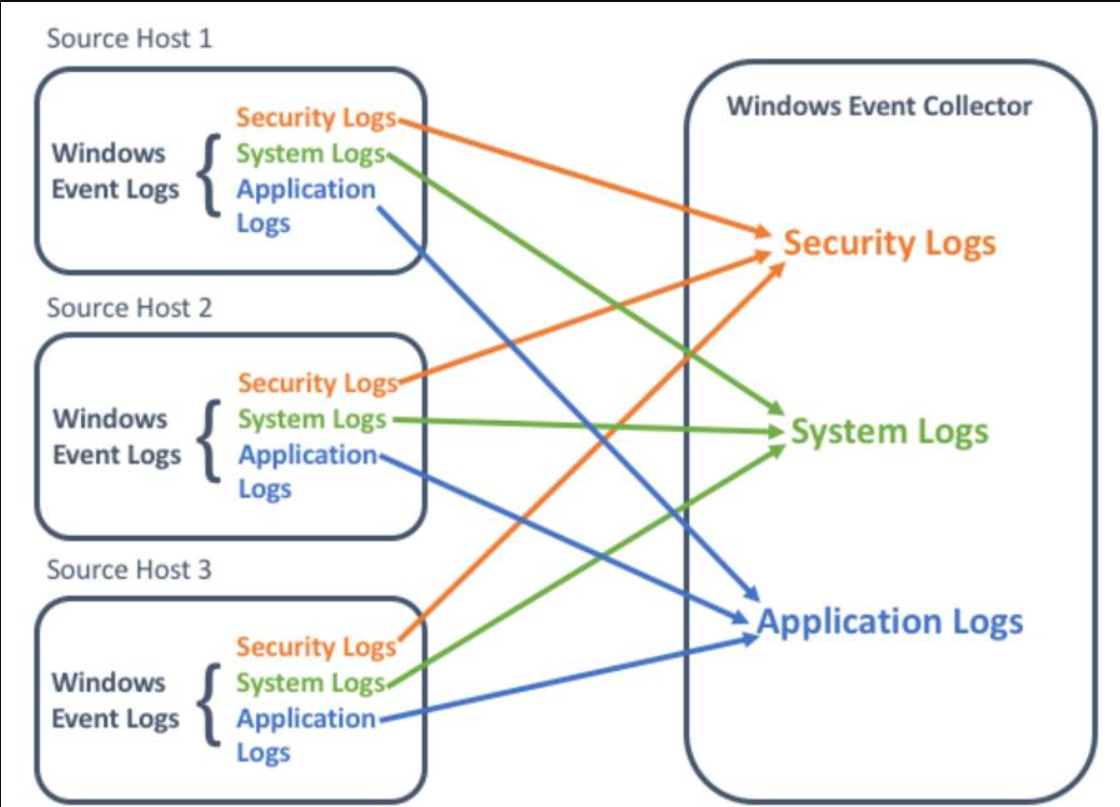 Source Host 1
Windows
Event Logs
Security Logs
System Logs
Application
Logs
Source Host 2
Windows
Event Logs
Security Logs
System Logs
Application
Logs
Source Host 3
Windows
Event Logs
Security Logs
System Logs
Application
Logs
Windows Event Collector
Security Logs
System Logs
Application Logs